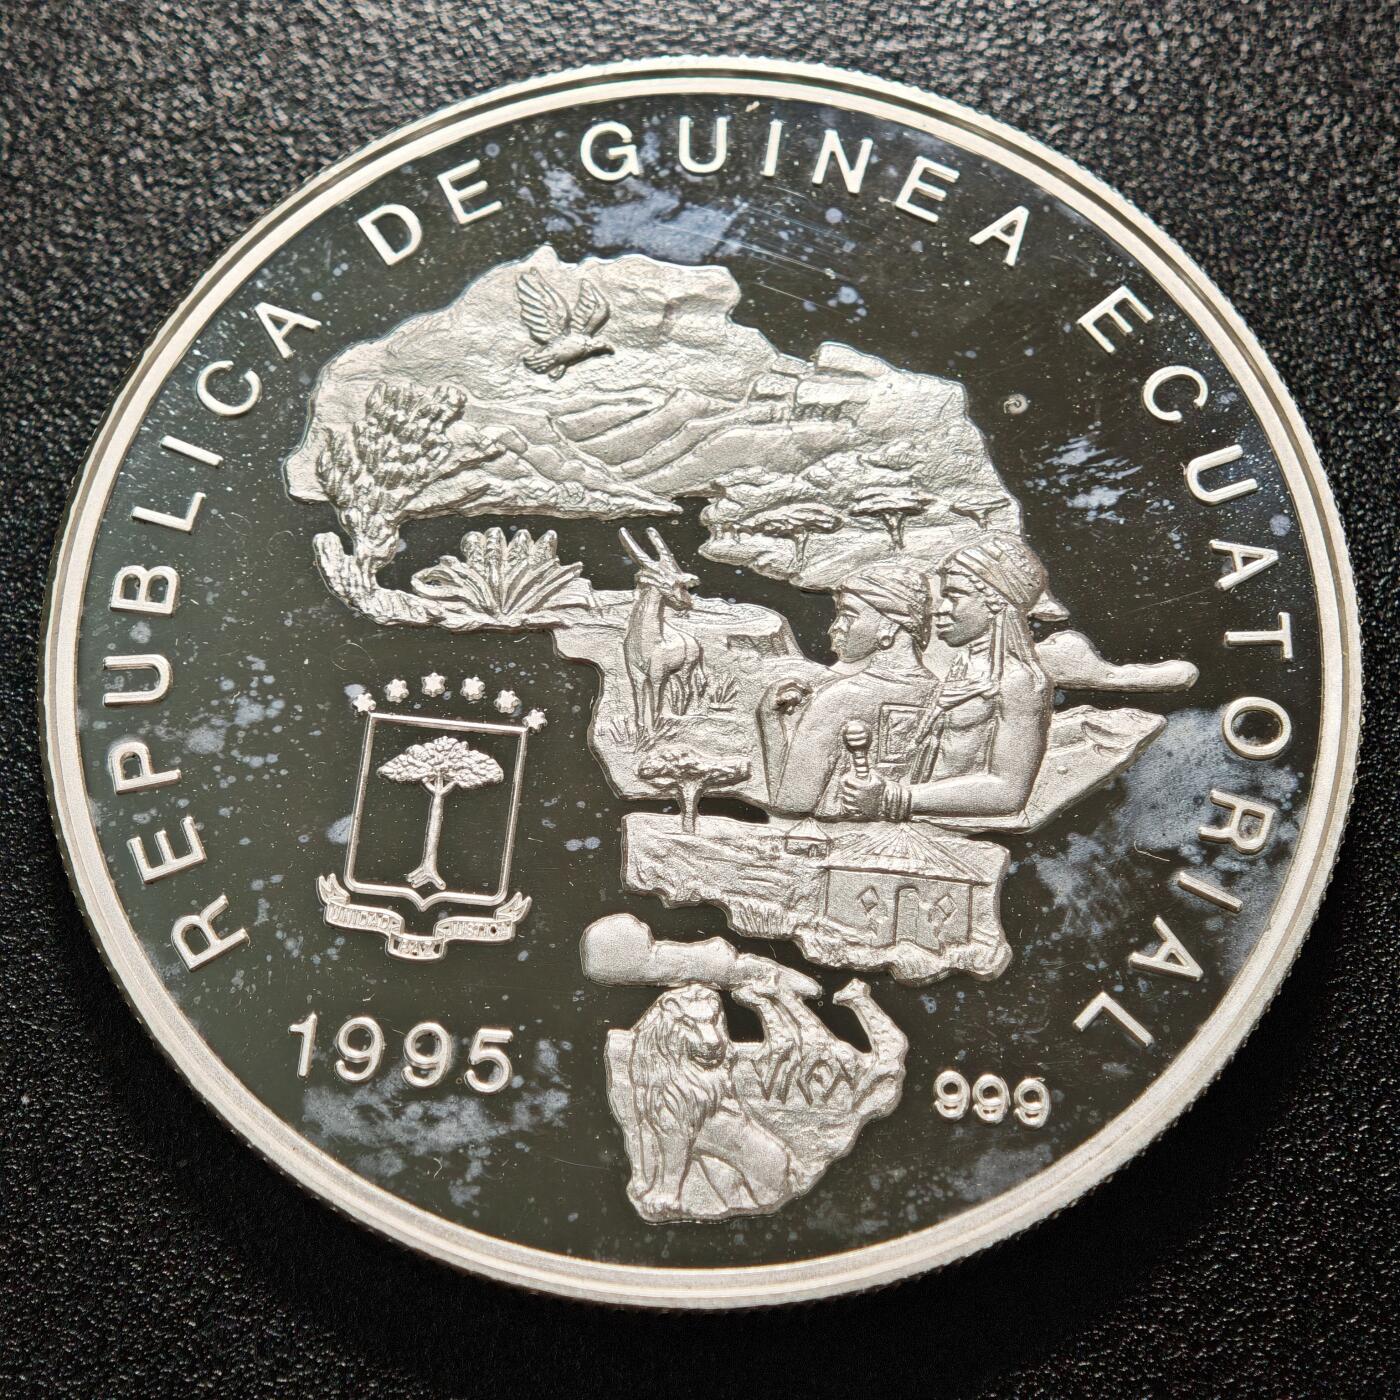 REPUBLICA DE GUINEA ECUATORIAL
UNIDAD PAZ JUSTICIA
1995
999